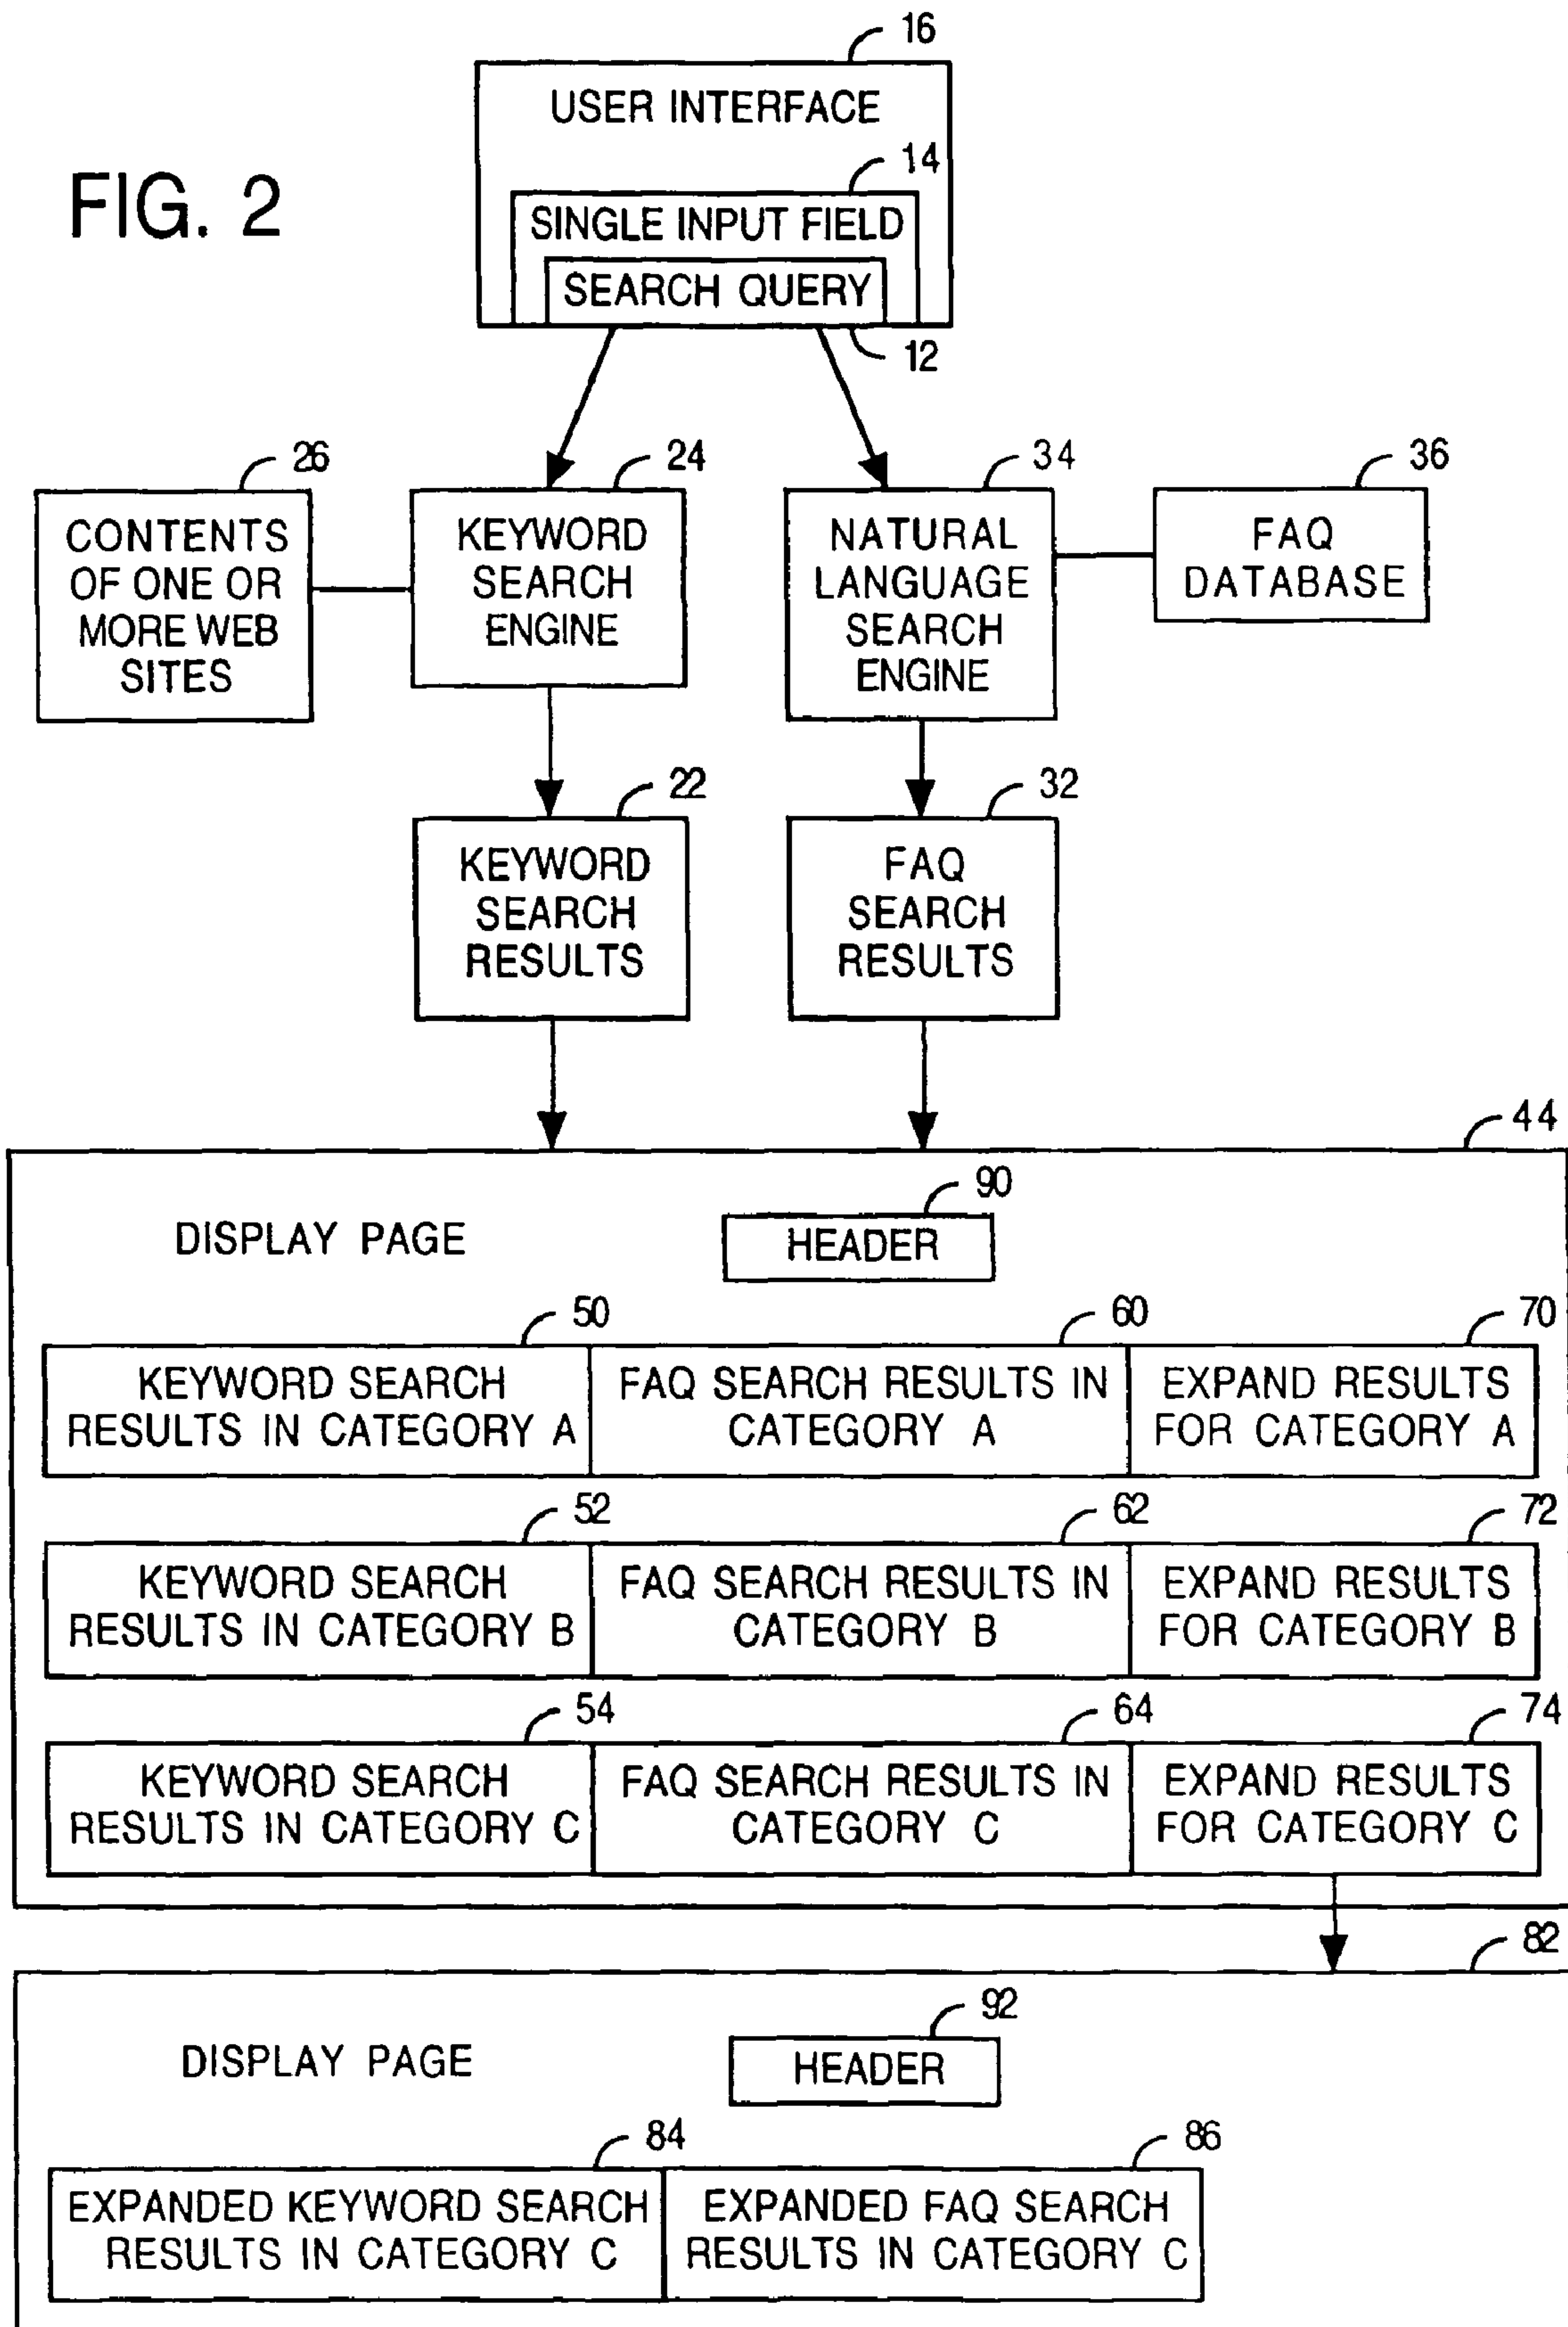 16
USER INTERFACE
FIG. 2
14
SINGLE INPUT FIELD
SEARCH QUERY
12
26
24
34
36
CONTENTS
OF ONE OR
MORE WEB
SITES
KEYWORD
SEARCH
ENGINE
NATURAL
LANGUAGE
SEARCH
ENGINE
FAQ
DATABASE
22
32
KEYWORD
SEARCH
RESULTS
FAQ
SEARCH
RESULTS
44
90
DISPLAY PAGE
HEADER
50
60
70
KEYWORD SEARCH
RESULTS IN CATEGORY A
FAQ SEARCH RESULTS IN
CATEGORY A
EXPAND RESULTS
FOR CATEGORY A
52
62
72
KEYWORD SEARCH
RESULTS IN CATEGORY B
FAQ SEARCH RESULTS IN
CATEGORY B
EXPAND RESULTS
FOR CATEGORY B
54
64
74
KEYWORD SEARCH
RESULTS IN CATEGORY C
FAQ SEARCH RESULTS IN
CATEGORY C
EXPAND RESULTS
FOR CATEGORY C
82
92
DISPLAY PAGE
HEADER
84
86
EXPANDED KEYWORD SEARCH
RESULTS IN CATEGORY C
EXPANDED FAQ SEARCH
RESULTS IN CATEGORY C